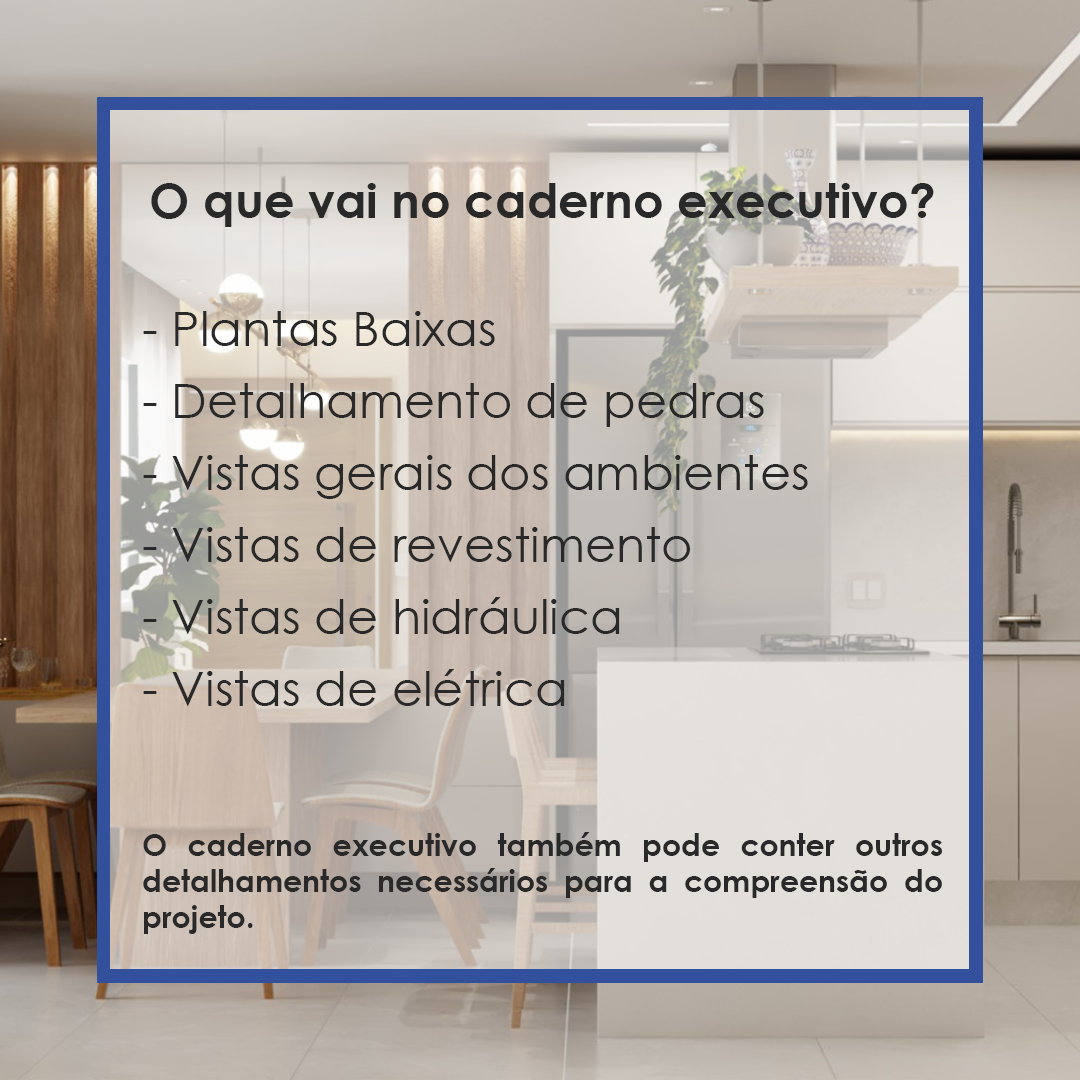 O que vai no caderno executivo?
- Plantas Baixas
- Detalhamento de pedras
- Vistas gerais dos ambientes
- Vistas de revestimento
- Vistas de hidráulica
- Vistas de elétrica
O caderno executivo também pode conter outros
detalhamentos necessários para a compreensão do
projeto.